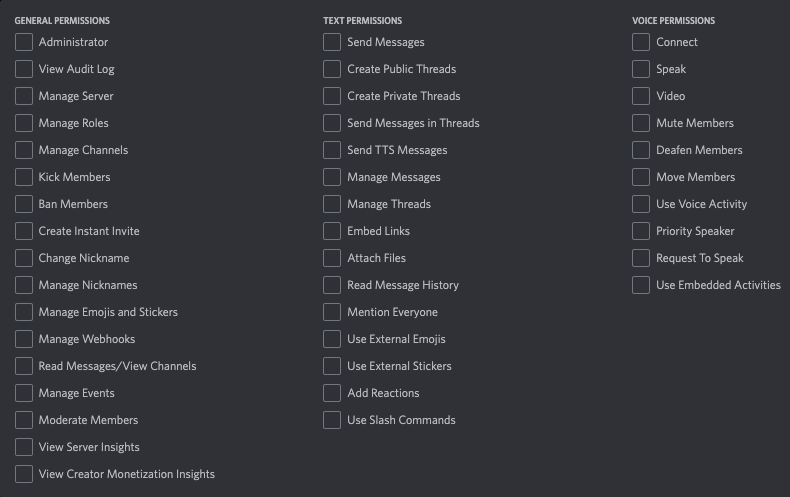 GENERAL PERMISSIONS
Administrator
View Audit Log
Manage Server
Manage Roles
Manage Channels
Kick Members
Ban Members
Create Instant Invite
Change Nickname
Manage Nicknames
Manage Emojis and Stickers
Manage Webhooks
Read Messages/View Channels
Manage Events
Moderate Members
View Server Insights
View Creator Monetization Insights
TEXT PERMISSIONS
Send Messages
Create Public Threads
Create Private Threads
Send Messages in Threads
Send TTS Messages
Manage Messages
Manage Threads
Embed Links
Attach Files
Read Message History
Mention Everyone
Use External Emojis
Use External Stickers
Add Reactions
Use Slash Commands
VOICE PERMISSIONS
Connect
Speak
Video
Mute Members
Deafen Members
Move Members
Use Voice Activity
Priority Speaker
Request To Speak
Use Embedded Activities